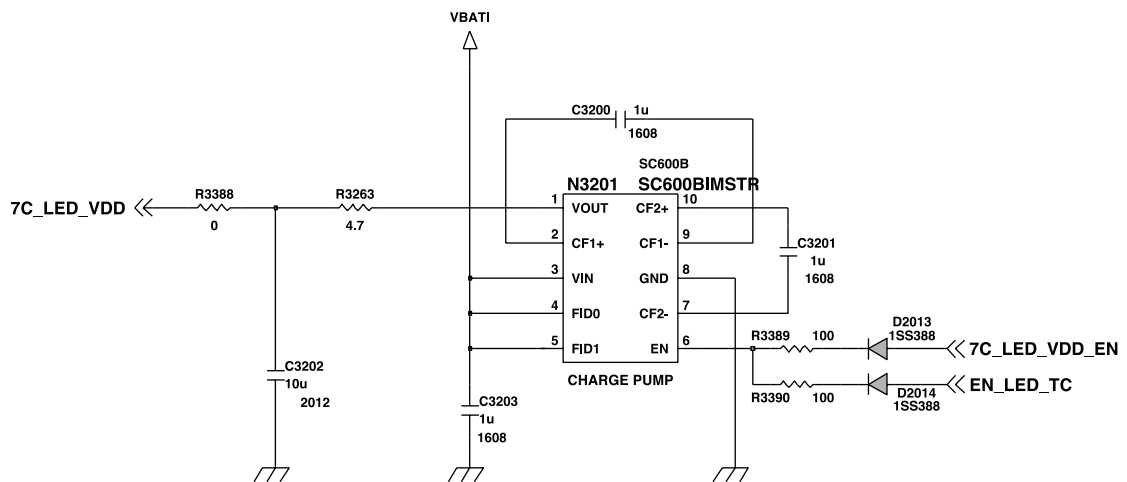 VBATI
C3200 1u
1608
SC600B
N3201 SC600BIMSTR
7C_LED_VDD
R3388
0
R3263
4.7
1 VOUT CF2+ 10
2 CF1+ CF1- 9
3 VIN GND 8
4 FID0 CF2- 7
5 FID1 EN 6
CHARGE PUMP
C3201
1u
1608
R3389 100
D2013
1SS388
7C_LED_VDD_EN
R3390 100
D2014
1SS388
EN_LED_TC
C3202
10u
2012
C3203
1u
1608